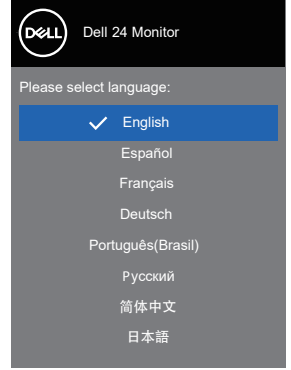 DELL
Dell 24 Monitor
Please select language:
English
Español
Français
Deutsch
Português(Brasil)
Русский
简体中文
日本語